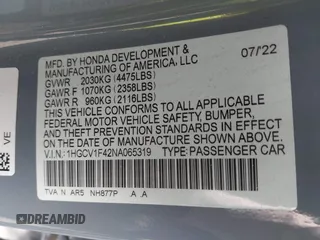 MFD. BY HONDA DEVELOPMENT &
MANUFACTURING OF AMERICA, LLC 07/22
GVWR 2030KG (4475LBS)
GAWR F 1070KG (2358LBS)
GAWR R 960KG (2116LBS)
THIS VEHICLE CONFORMS TO ALL APPLICABLE
FEDERAL MOTOR VEHICLE SAFETY, BUMPER,
AND THEFT PREVENTION STANDARDS IN EFFECT ON
THE DATE OF MANUFACTURE SHOWN ABOVE.
V.I.N.: 1HGCV1F42NA065319 TYPE: PASSENGER CAR
TVA N AR5 NH877P A A
VE
© DREAMBID